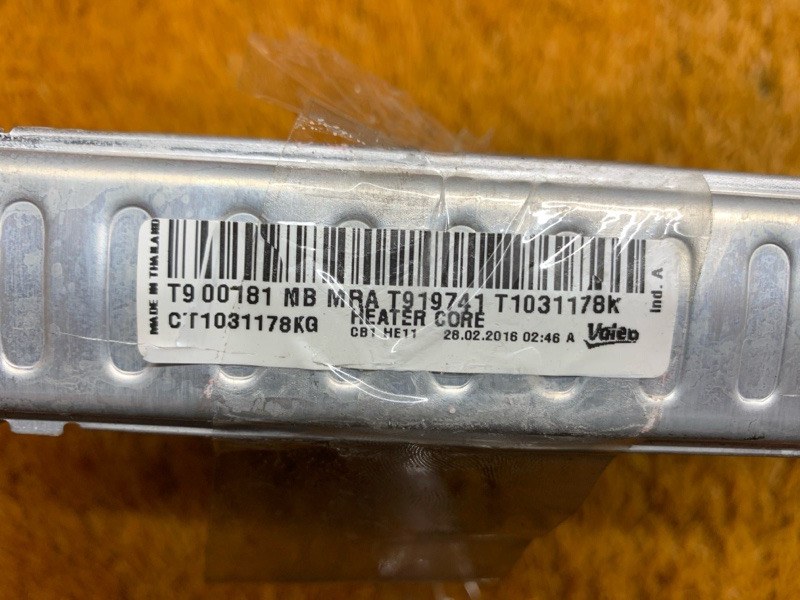 MADE IN THAILAND
T9 00781 MB MRA T919741 T1031178K
CT1031178KG HEATER CORE
CB1 HE11 28.02.2016 02:46 A Valeo
Ind. A